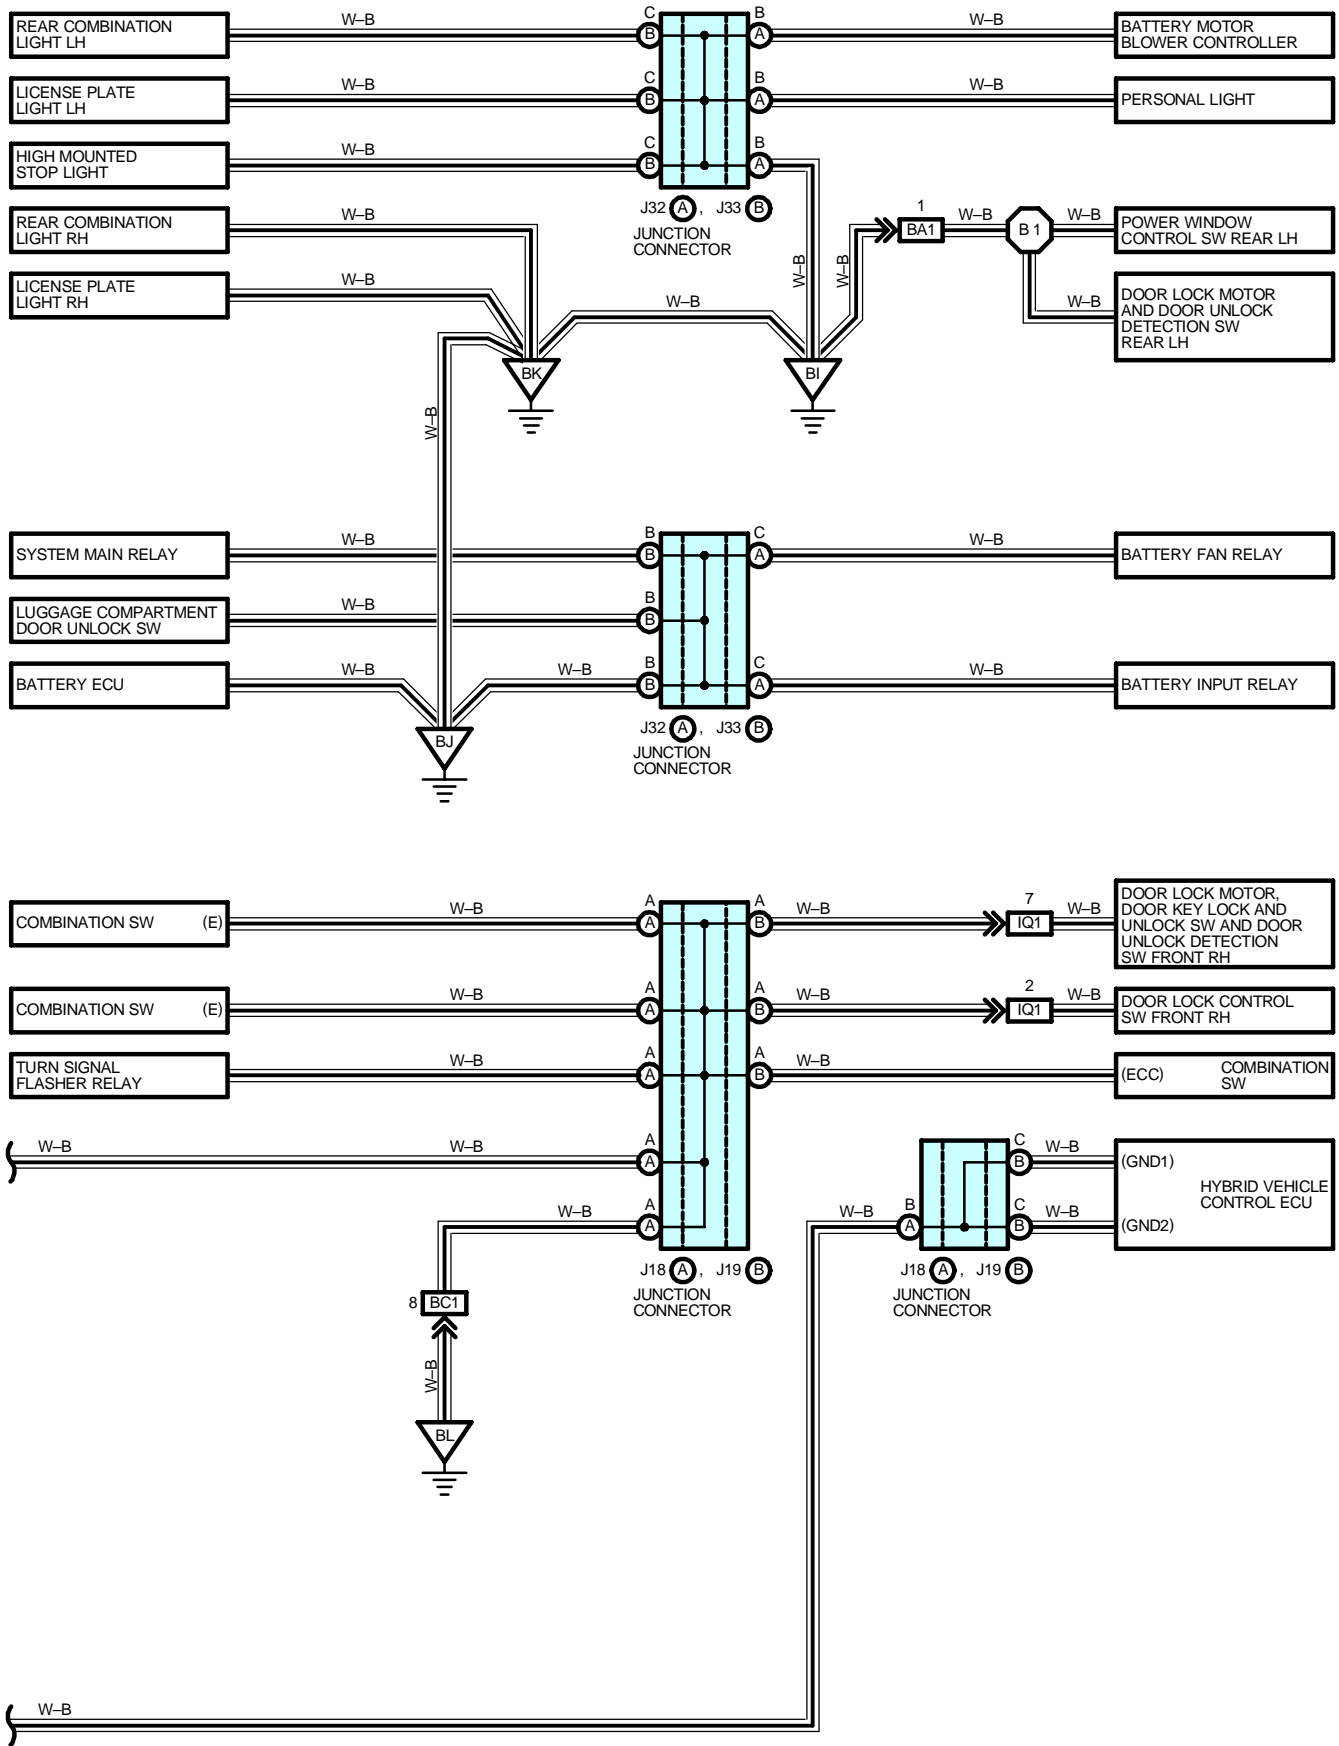 REAR COMBINATION
LIGHT LH
W–B
C
B
B
A
W–B
BATTERY MOTOR
BLOWER CONTROLLER
LICENSE PLATE
LIGHT LH
W–B
C
B
B
A
W–B
PERSONAL LIGHT
HIGH MOUNTED
STOP LIGHT
W–B
C
B
B
A
J32 A , J33 B
JUNCTION
CONNECTOR
REAR COMBINATION
LIGHT RH
W–B
1
BA1
W–B
B 1
W–B
POWER WINDOW
CONTROL SW REAR LH
LICENSE PLATE
LIGHT RH
W–B
W–B
W–B
W–B
W–B
DOOR LOCK MOTOR
AND DOOR UNLOCK
DETECTION SW
REAR LH
BK
BI
W–B
SYSTEM MAIN RELAY
W–B
B
B
C
A
W–B
BATTERY FAN RELAY
LUGGAGE COMPARTMENT
DOOR UNLOCK SW
W–B
B
B
BATTERY ECU
W–B
W–B
B
B
C
A
W–B
BATTERY INPUT RELAY
BJ
J32 A , J33 B
JUNCTION
CONNECTOR
COMBINATION SW (E)
W–B
A
A
A
B
W–B
7
IQ1
W–B
DOOR LOCK MOTOR,
DOOR KEY LOCK AND
UNLOCK SW AND DOOR
UNLOCK DETECTION
SW FRONT RH
COMBINATION SW (E)
W–B
A
A
A
B
W–B
2
IQ1
W–B
DOOR LOCK CONTROL
SW FRONT RH
TURN SIGNAL
FLASHER RELAY
W–B
A
A
A
B
W–B
(ECC) COMBINATION
SW
W–B
W–B
A
A
C
B
W–B
(GND1)
HYBRID VEHICLE
CONTROL ECU
W–B
A
A
W–B
B
A
C
B
W–B
(GND2)
J18 A , J19 B
JUNCTION
CONNECTOR
J18 A , J19 B
JUNCTION
CONNECTOR
8
BC1
W–B
BL
W–B